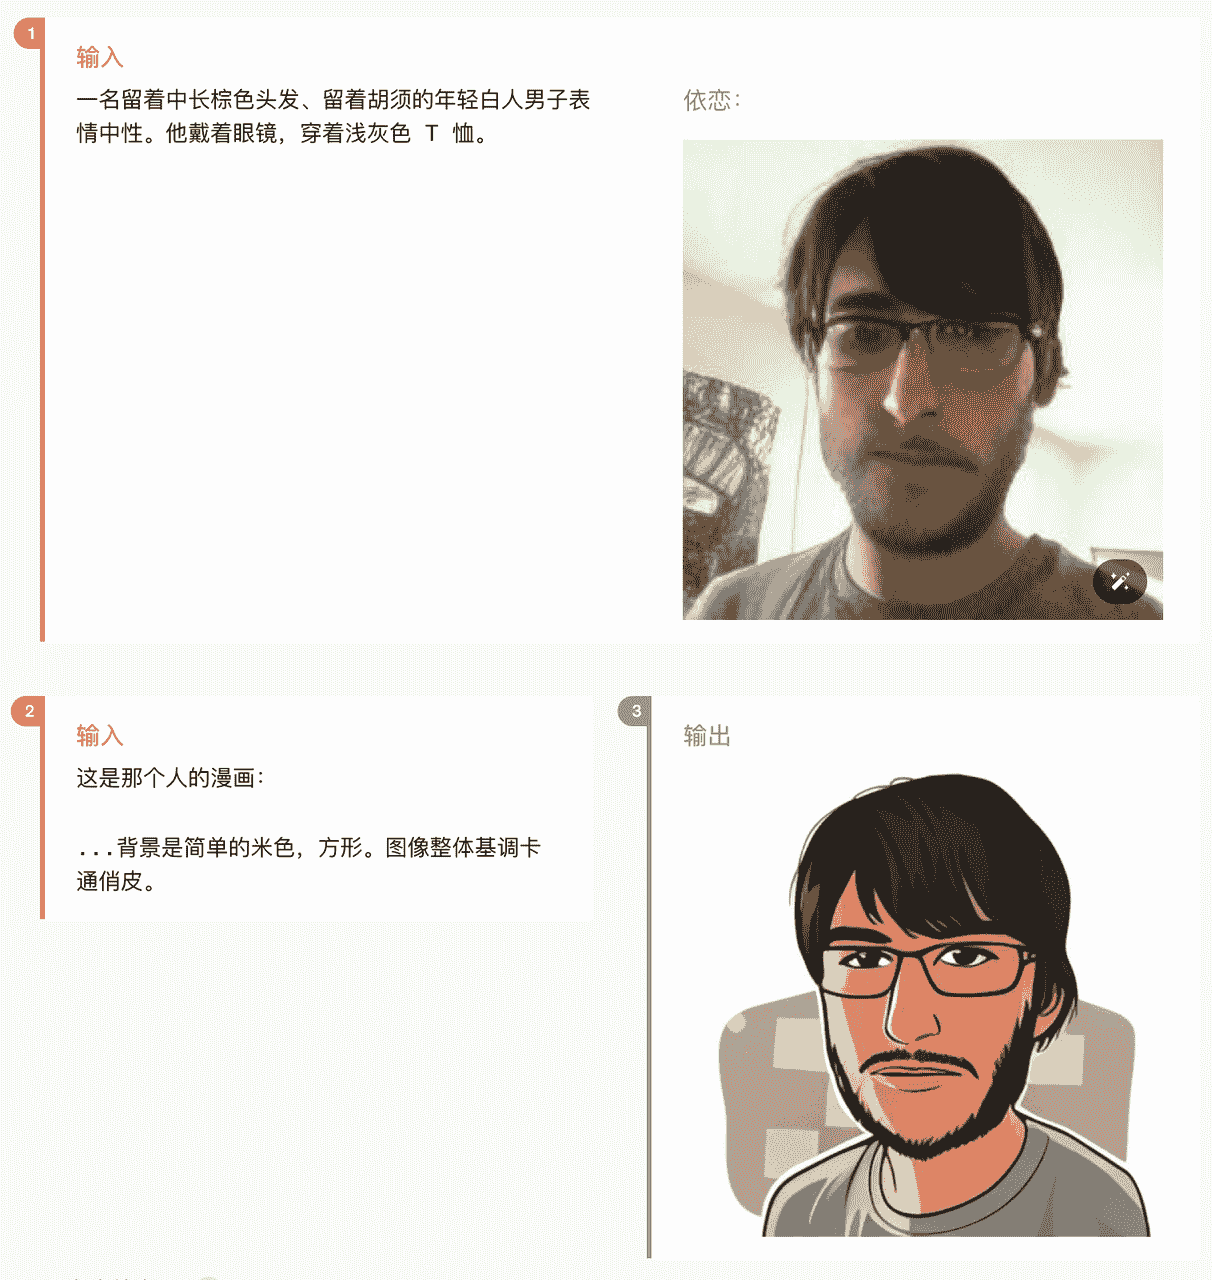 1
输入
一名留着中长棕色头发、留着胡须的年轻白人男子表
情中性。他戴着眼镜，穿着浅灰色 T 恤。
依恋：
2
输入
这是那个人的漫画：
...背景是简单的米色，方形。图像整体基调卡
通俏皮。
3
输出